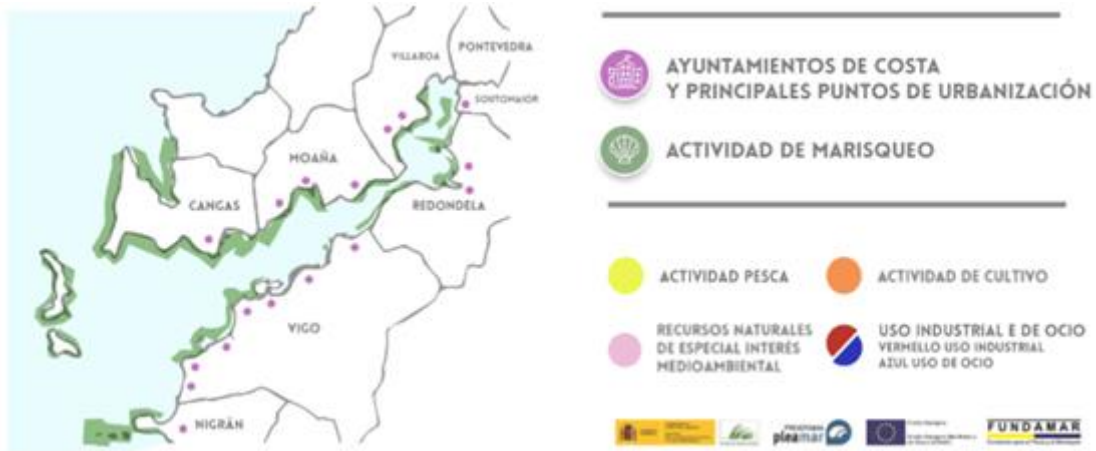 VILLABOA
PONTEVEDRA
SOUTOMAIOR
MOAÑA
CANGAS
REDONDELA
VIGO
NIGRÁN
AYUNTAMIENTOS DE COSTA
Y PRINCIPALES PUNTOS DE URBANIZACIÓN
ACTIVIDAD DE MARISQUEO
ACTIVIDAD PESCA
ACTIVIDAD DE CULTIVO
RECURSOS NATURALES
DE ESPECIAL INTERÉS
MEDIOAMBIENTAL
USO INDUSTRIAL E DE OCIO
VERMELLO USO INDUSTRIAL
AZUL USO DE OCIO
pleamar
FUNDAMAR